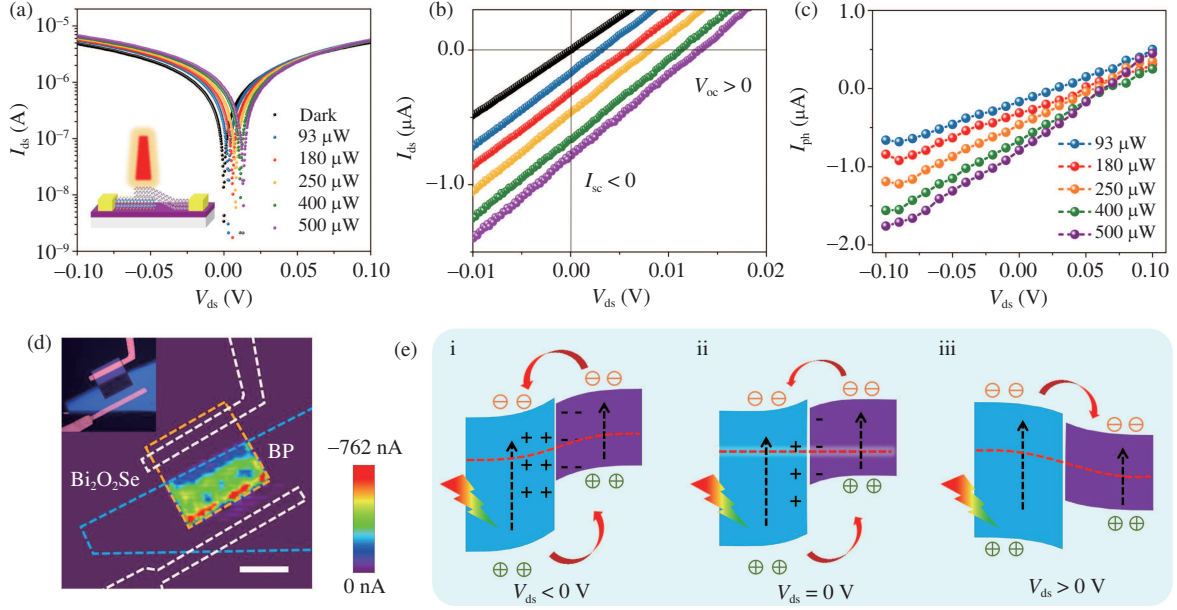 (a)
10⁻⁵
10⁻⁶
10⁻⁷
10⁻⁸
10⁻⁹
I_ds (A)
Dark
93 μW
180 μW
250 μW
400 μW
500 μW
−0.10
−0.05
0.00
0.05
0.10
V_ds (V)
(b)
0.0
−1.0
I_ds (μA)
V_oc > 0
I_sc < 0
−0.01
0.00
0.01
0.02
V_ds (V)
(c)
1.0
0.0
−1.0
−2.0
I_ph (μA)
93 μW
180 μW
250 μW
400 μW
500 μW
−0.10
−0.05
0.00
0.05
0.10
V_ds (V)
(d)
Bi₂O₂Se
BP
−762 nA
0 nA
(e)
i
V_ds < 0 V
ii
V_ds = 0 V
iii
V_ds > 0 V